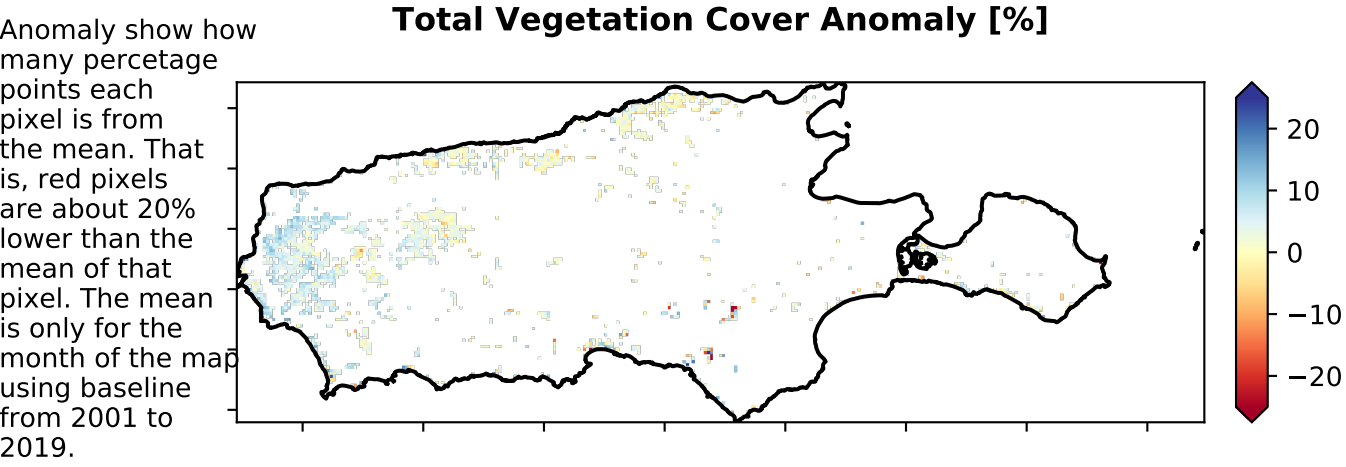 Total Vegetation Cover Anomaly [%]
Anomaly show how
many percetage
points each
pixel is from
the mean. That
is, red pixels
are about 20%
lower than the
mean of that
pixel. The mean
is only for the
month of the map
using baseline
from 2001 to
2019.
20
10
0
−10
−20